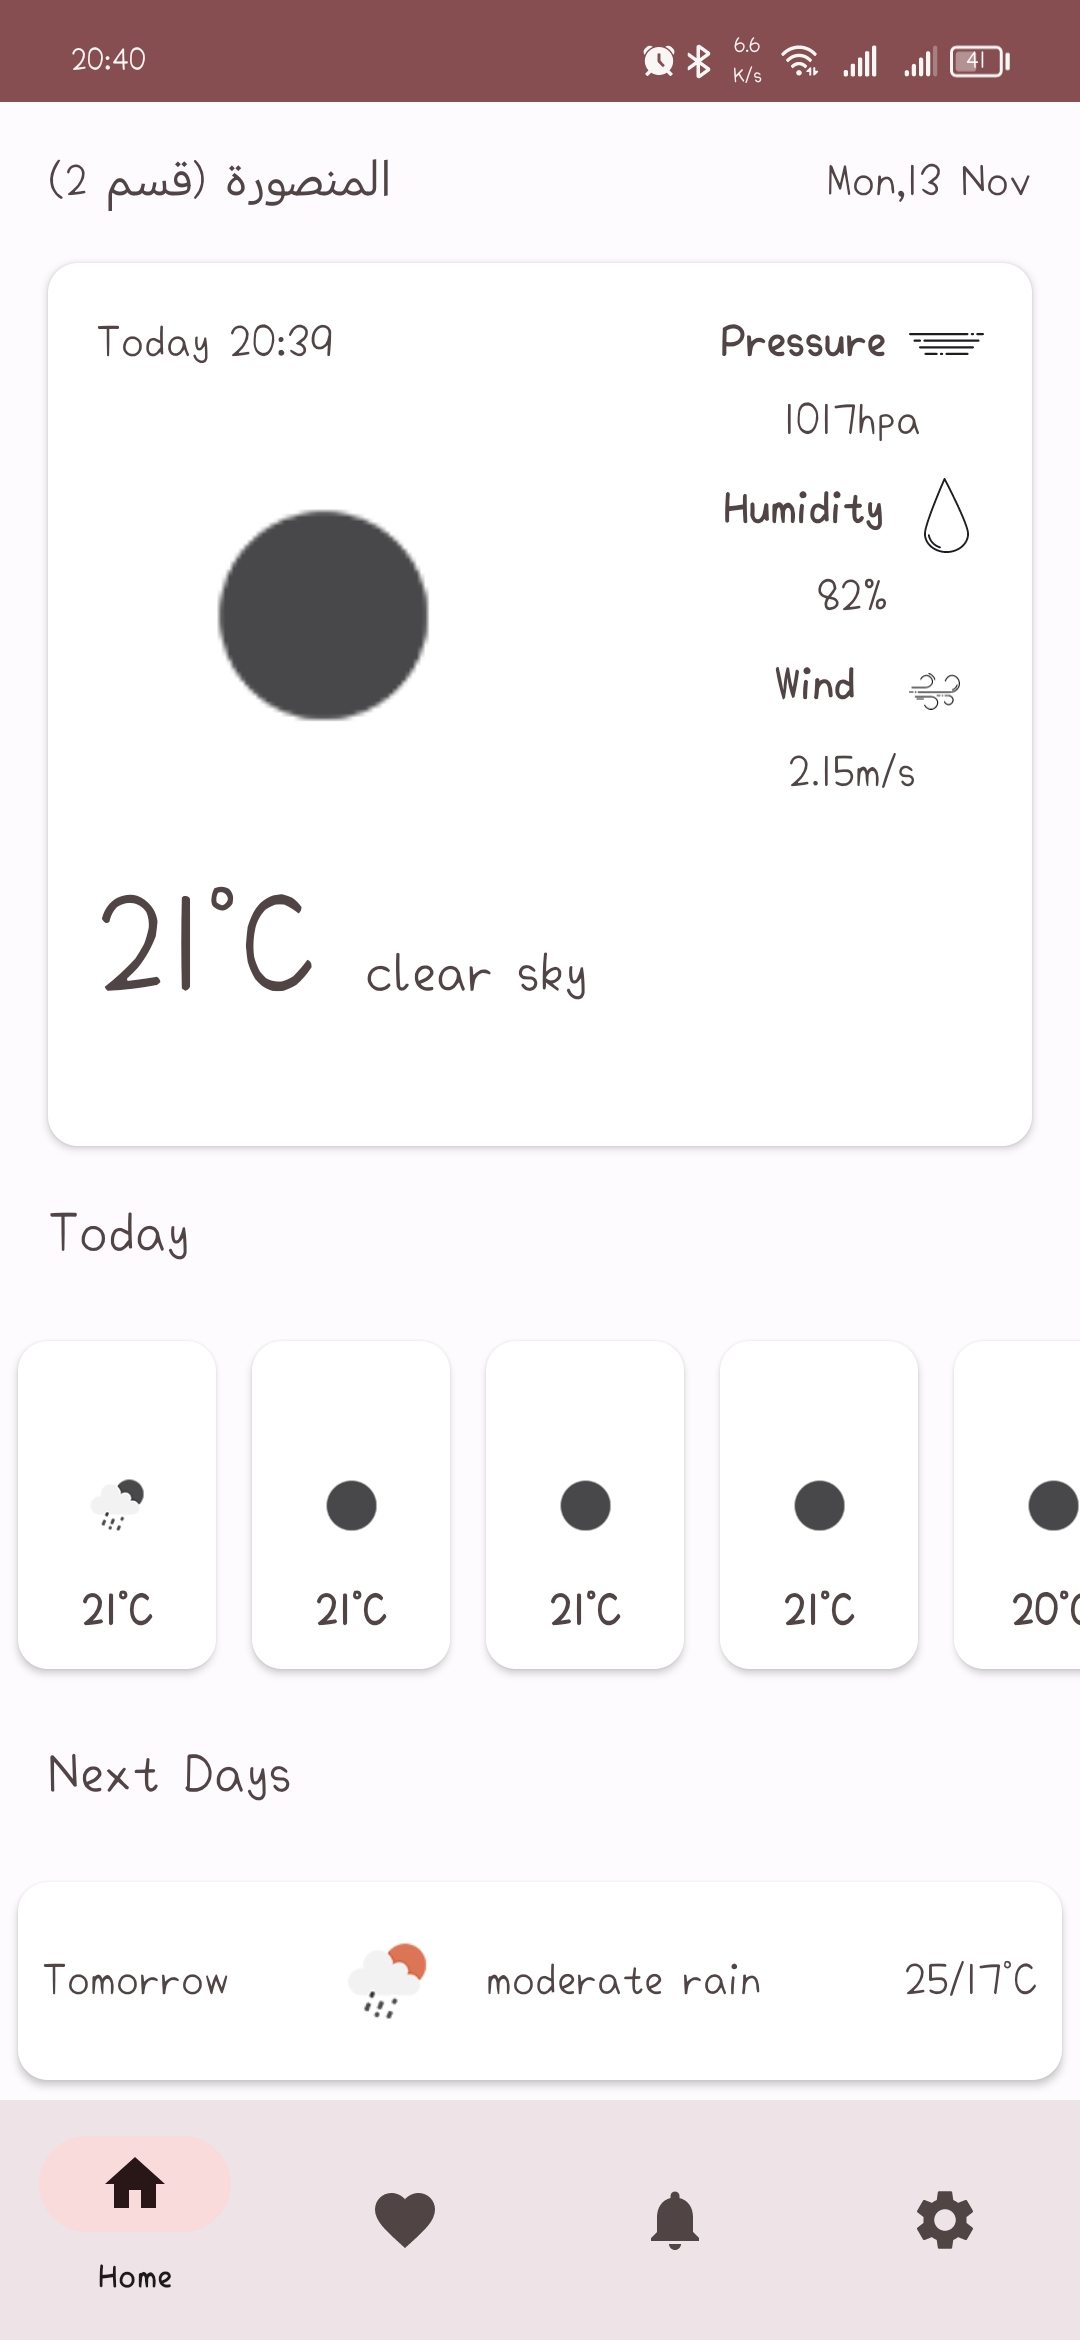 20:40
6.6 K/s
41
المنصورة (قسم 2)
Mon,13 Nov
Today 20:39
Pressure
1017hpa
Humidity
82%
Wind
2.15m/s
21°C clear sky
Today
21°C 21°C 21°C 21°C 20°C
Next Days
Tomorrow moderate rain 25/17°C
Home